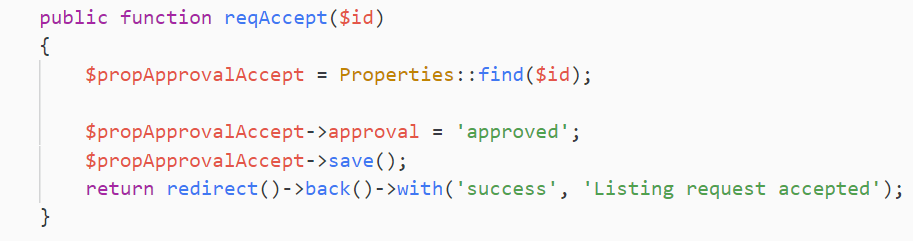 public function reqAccept($id)
{
    $propApprovalAccept = Properties::find($id);

    $propApprovalAccept->approval = 'approved';
    $propApprovalAccept->save();
    return redirect()->back()->with('success', 'Listing request accepted');
}